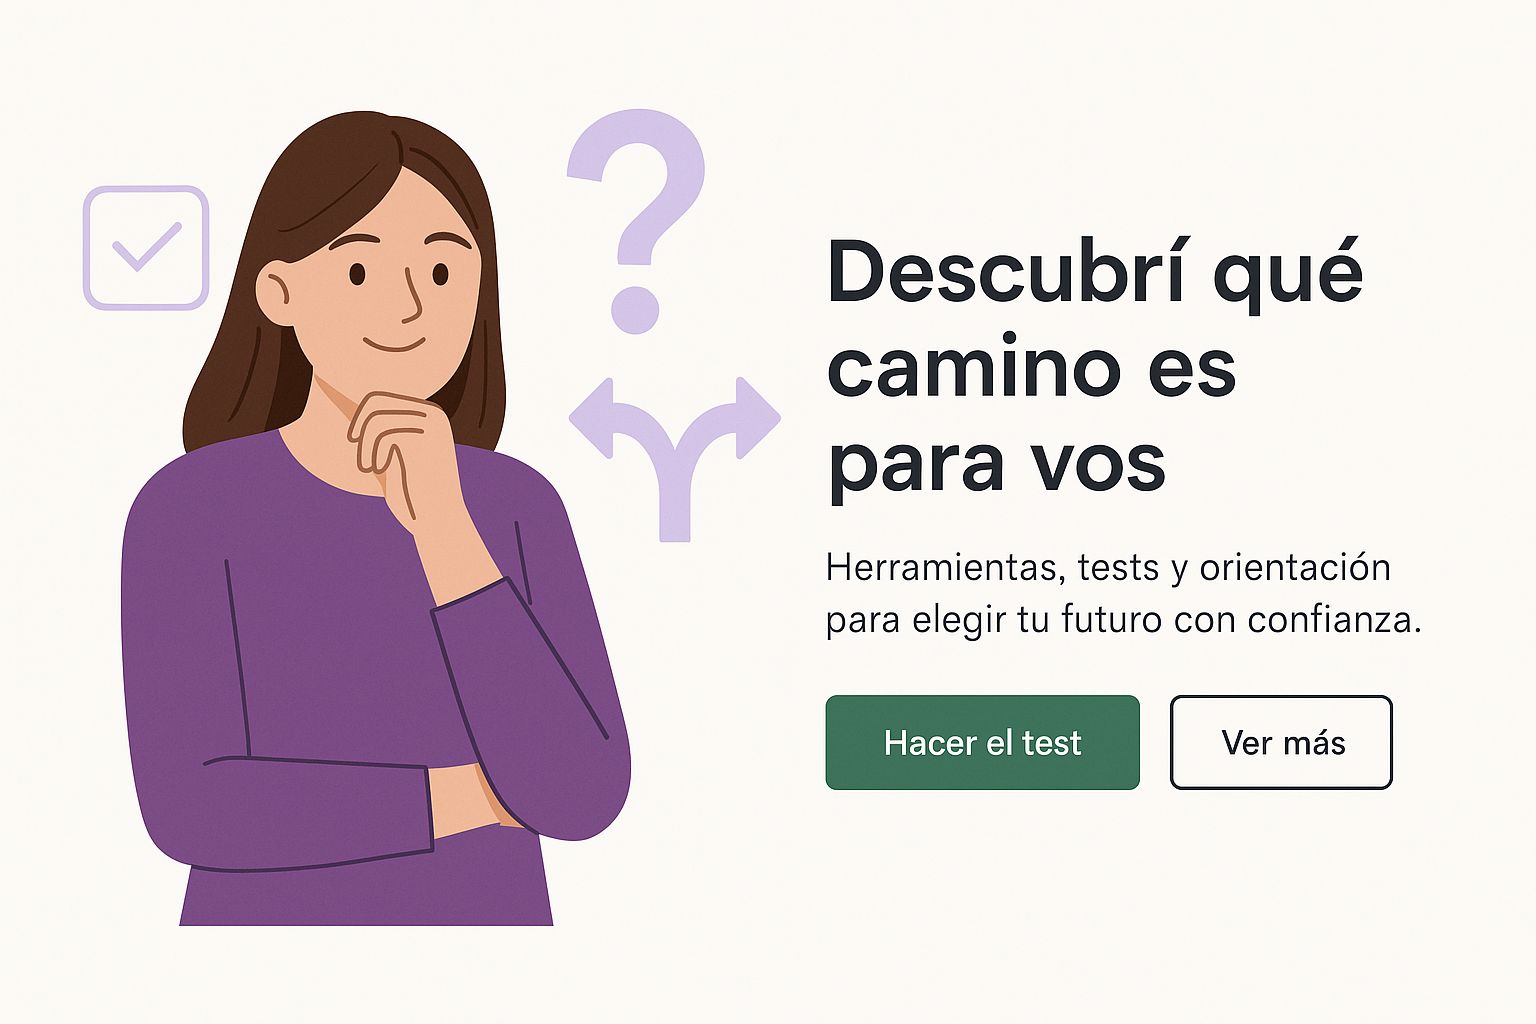 Descubrí qué
camino es
para vos
Herramientas, tests y orientación
para elegir tu futuro con confianza.
Hacer el test
Ver más